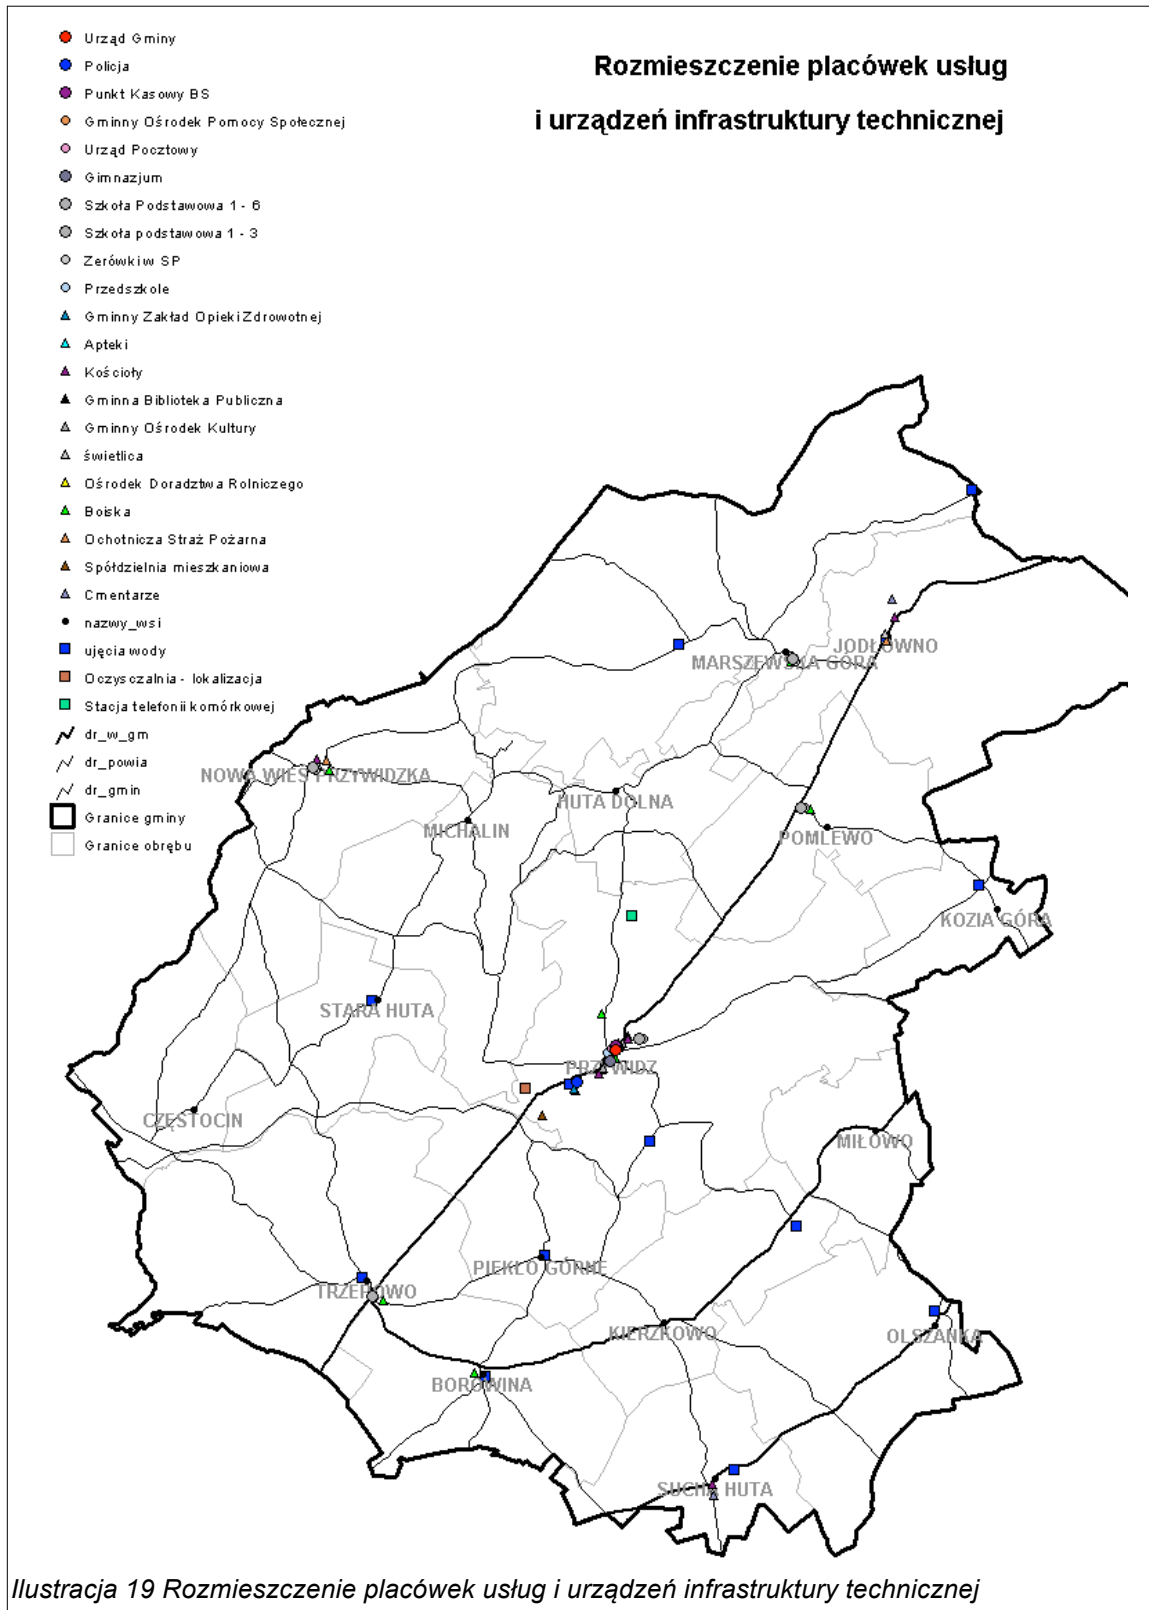 Urząd Gminy
Policja
Punkt Kasowy BS
Gminny Ośrodek Pomocy Społecznej
Urząd Pocztowy
Gimnazjum
Szkoła Podstawowa 1 - 6
Szkoła podstawowa 1 - 3
Zerówki w SP
Przedszkole
Gminny Zakład Opieki Zdrowotnej
Apteki
Kościoły
Gminna Biblioteka Publiczna
Gminny Ośrodek Kultury
świetlica
Ośrodek Doradztwa Rolniczego
Boiska
Ochotnicza Straż Pożarna
Spółdzielnia mieszkaniowa
Cmentarze
nazwy_wsi
ujęcia wody
Oczysczalnia - lokalizacja
Stacja telefonii komórkowej
dr_w_gm
dr_powia
dr_gmin
Granice gminy
Granice obrębu
Rozmieszczenie placówek usług
i urządzeń infrastruktury technicznej
JODŁOWNO
MARSZEWSKA GÓRA
NOWA WIEŚ PRZYWIDZKA
HUTA DOLNA
MICHALIN
POMLEWO
KOZIA GÓRA
STARA HUTA
PRZYWIDZ
CZĘSTOCIN
MIŁOWO
PIEKŁO GÓRNE
TRZEPOWO
KIERZKOWO
OLSZANKA
BOROWINA
SUCHA HUTA
Ilustracja 19 Rozmieszczenie placówek usług i urządzeń infrastruktury technicznej